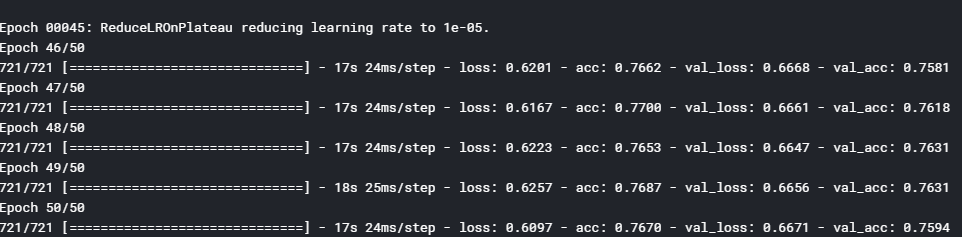 Epoch 00045: ReduceLROnPlateau reducing learning rate to 1e-05.
Epoch 46/50
721/721 [==============================] - 17s 24ms/step - loss: 0.6201 - acc: 0.7662 - val_loss: 0.6668 - val_acc: 0.7581
Epoch 47/50
721/721 [==============================] - 17s 24ms/step - loss: 0.6167 - acc: 0.7700 - val_loss: 0.6661 - val_acc: 0.7618
Epoch 48/50
721/721 [==============================] - 17s 24ms/step - loss: 0.6223 - acc: 0.7653 - val_loss: 0.6647 - val_acc: 0.7631
Epoch 49/50
721/721 [==============================] - 18s 25ms/step - loss: 0.6257 - acc: 0.7687 - val_loss: 0.6656 - val_acc: 0.7631
Epoch 50/50
721/721 [==============================] - 17s 24ms/step - loss: 0.6097 - acc: 0.7670 - val_loss: 0.6671 - val_acc: 0.7594